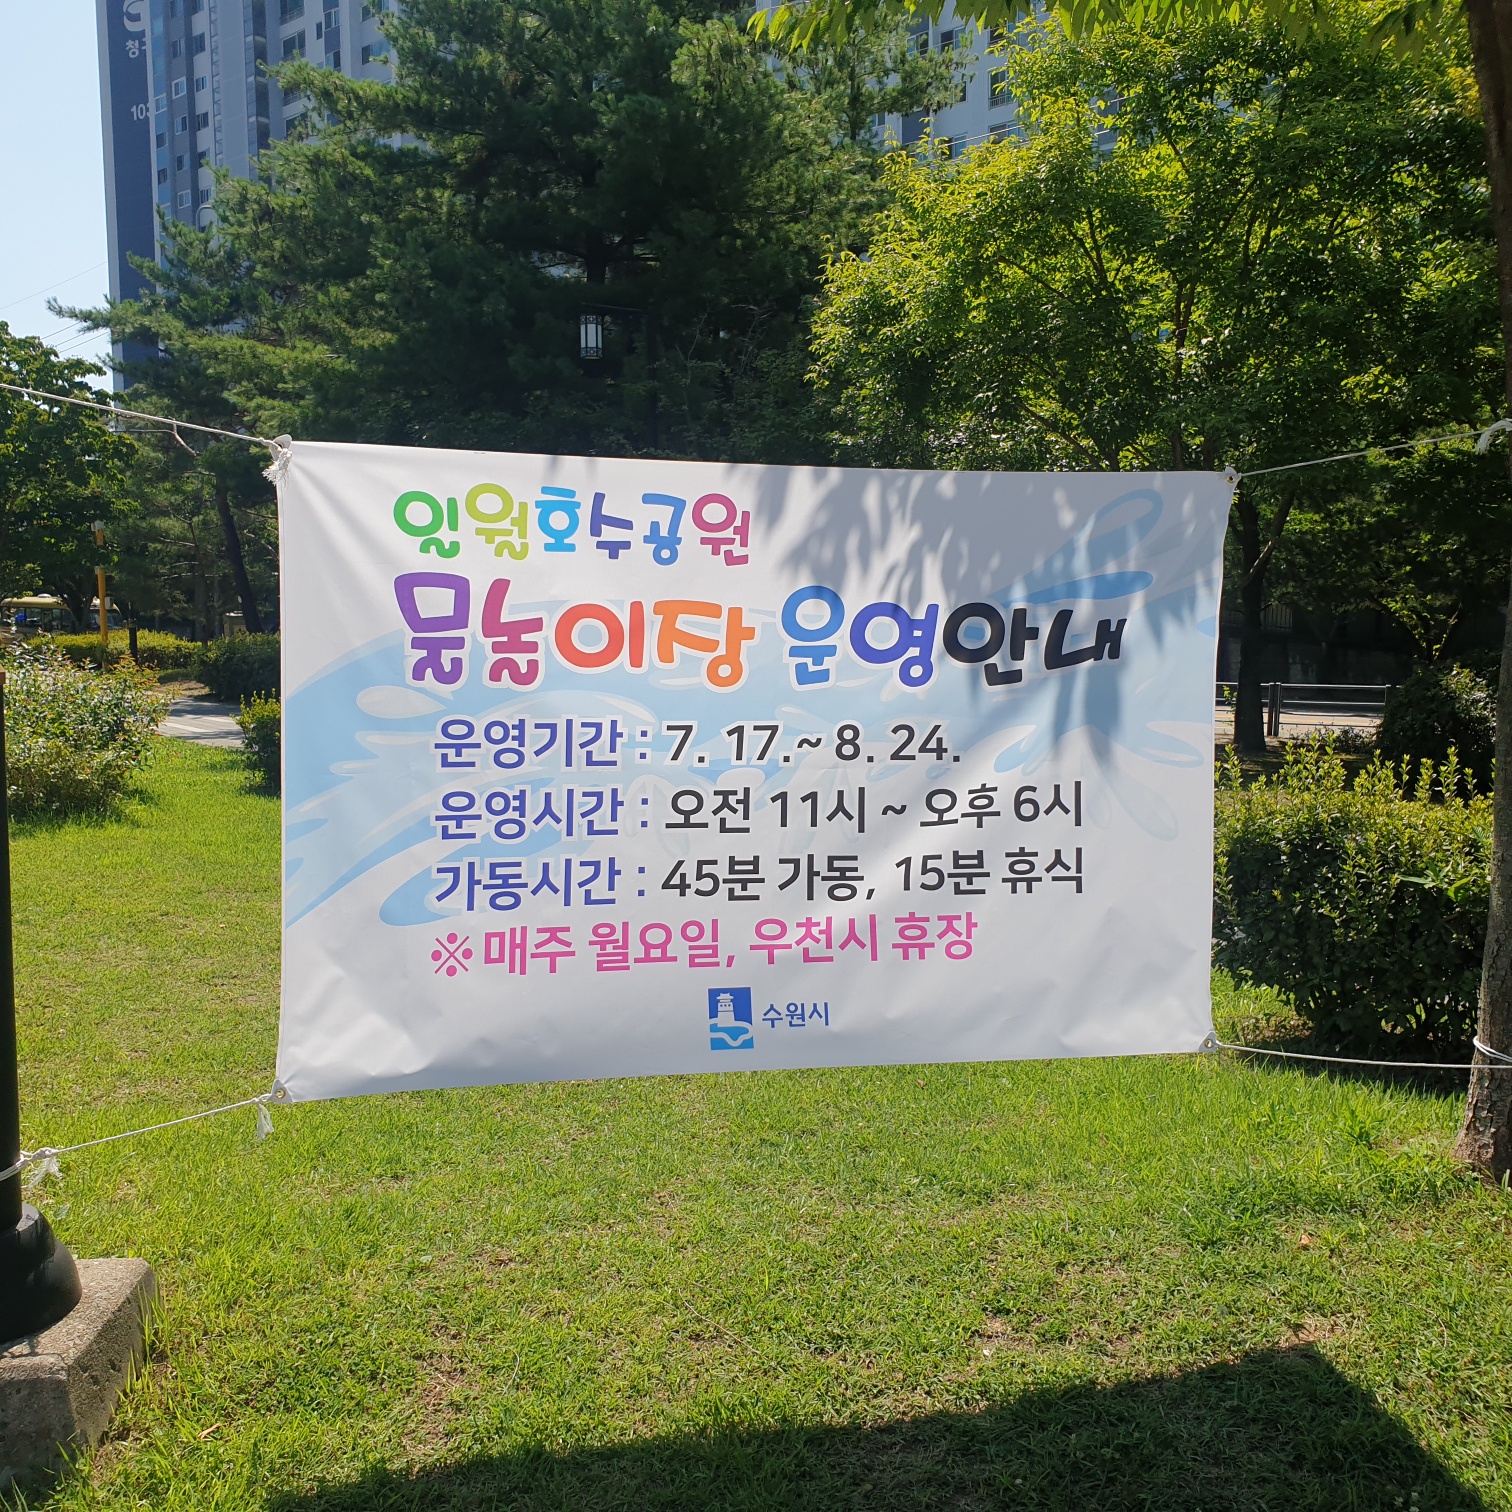 청
103
일월호수공원
물놀이장 운영안내
운영기간 : 7. 17. ~ 8. 24.
운영시간 : 오전 11시 ~ 오후 6시
가동시간 : 45분 가동, 15분 휴식
※ 매주 월요일, 우천시 휴장
수원시